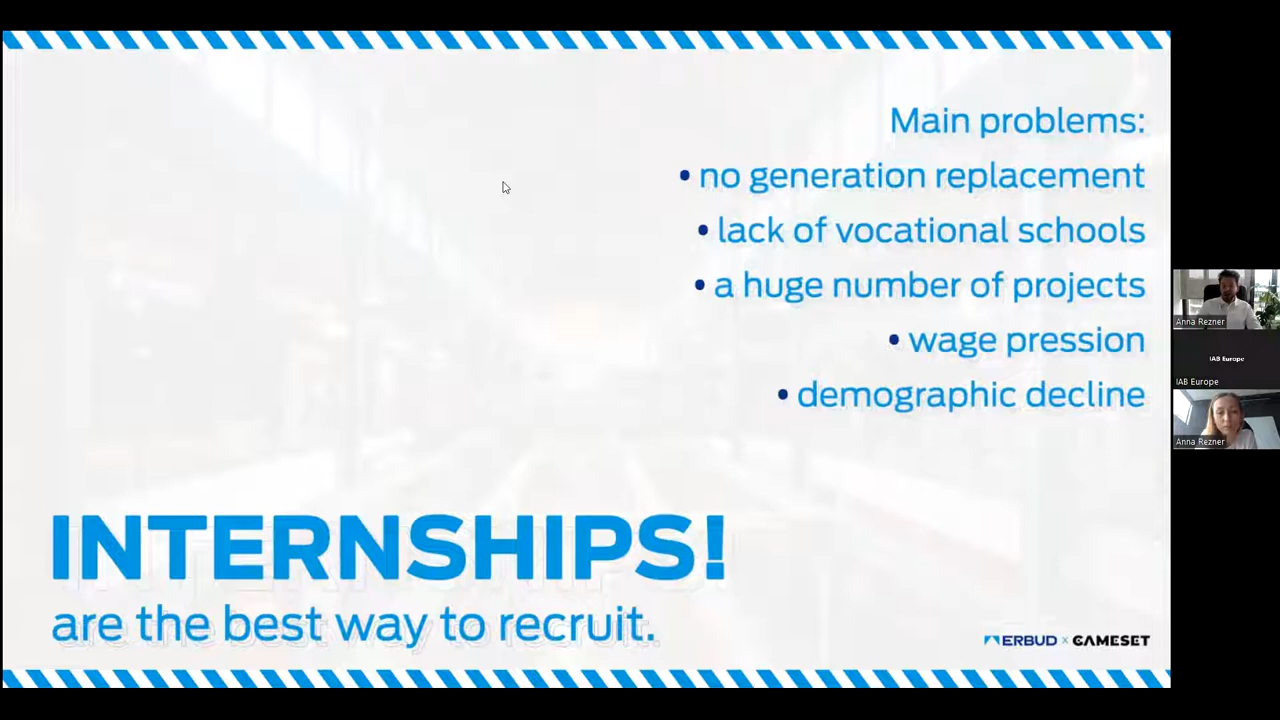 Main problems:
• no generation replacement
• lack of vocational schools
• a huge number of projects
• wage pression
• demographic decline
INTERNSHIPS!
are the best way to recruit.
ERBUD x GAMESET
Anna Rezner
IAB Europe
IAB Europe
Anna Rezner